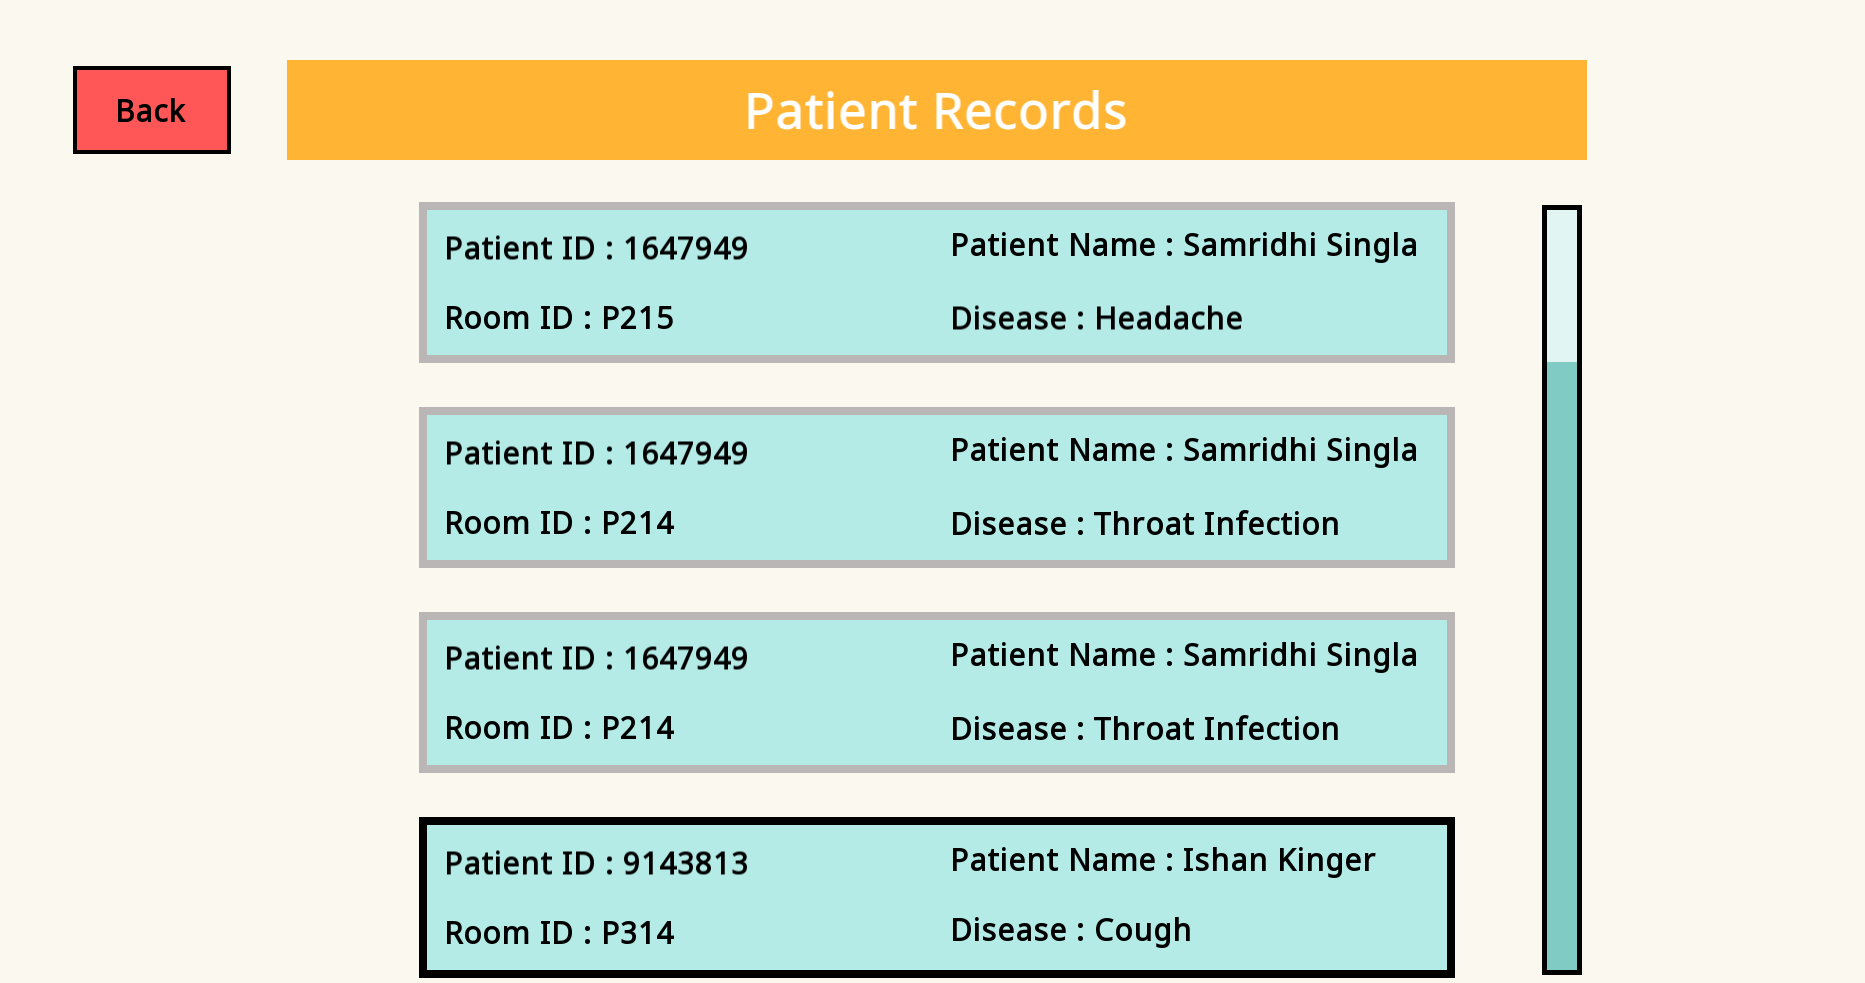 Back
Patient Records
Patient ID : 1647949
Patient Name : Samridhi Singla
Room ID : P215
Disease : Headache
Patient ID : 1647949
Patient Name : Samridhi Singla
Room ID : P214
Disease : Throat Infection
Patient ID : 1647949
Patient Name : Samridhi Singla
Room ID : P214
Disease : Throat Infection
Patient ID : 9143813
Patient Name : Ishan Kinger
Room ID : P314
Disease : Cough